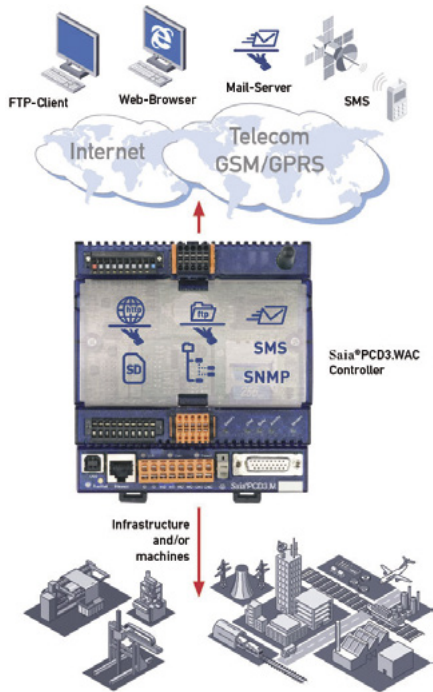 FTP-Client
Web-Browser
Mail-Server
SMS
Internet
Telecom
GSM/GPRS
http
ftp
SD
SMS
SNMP
Saia®PCD3.WAC
Controller
Saia®PCD3.M
Infrastructure
and/or
machines